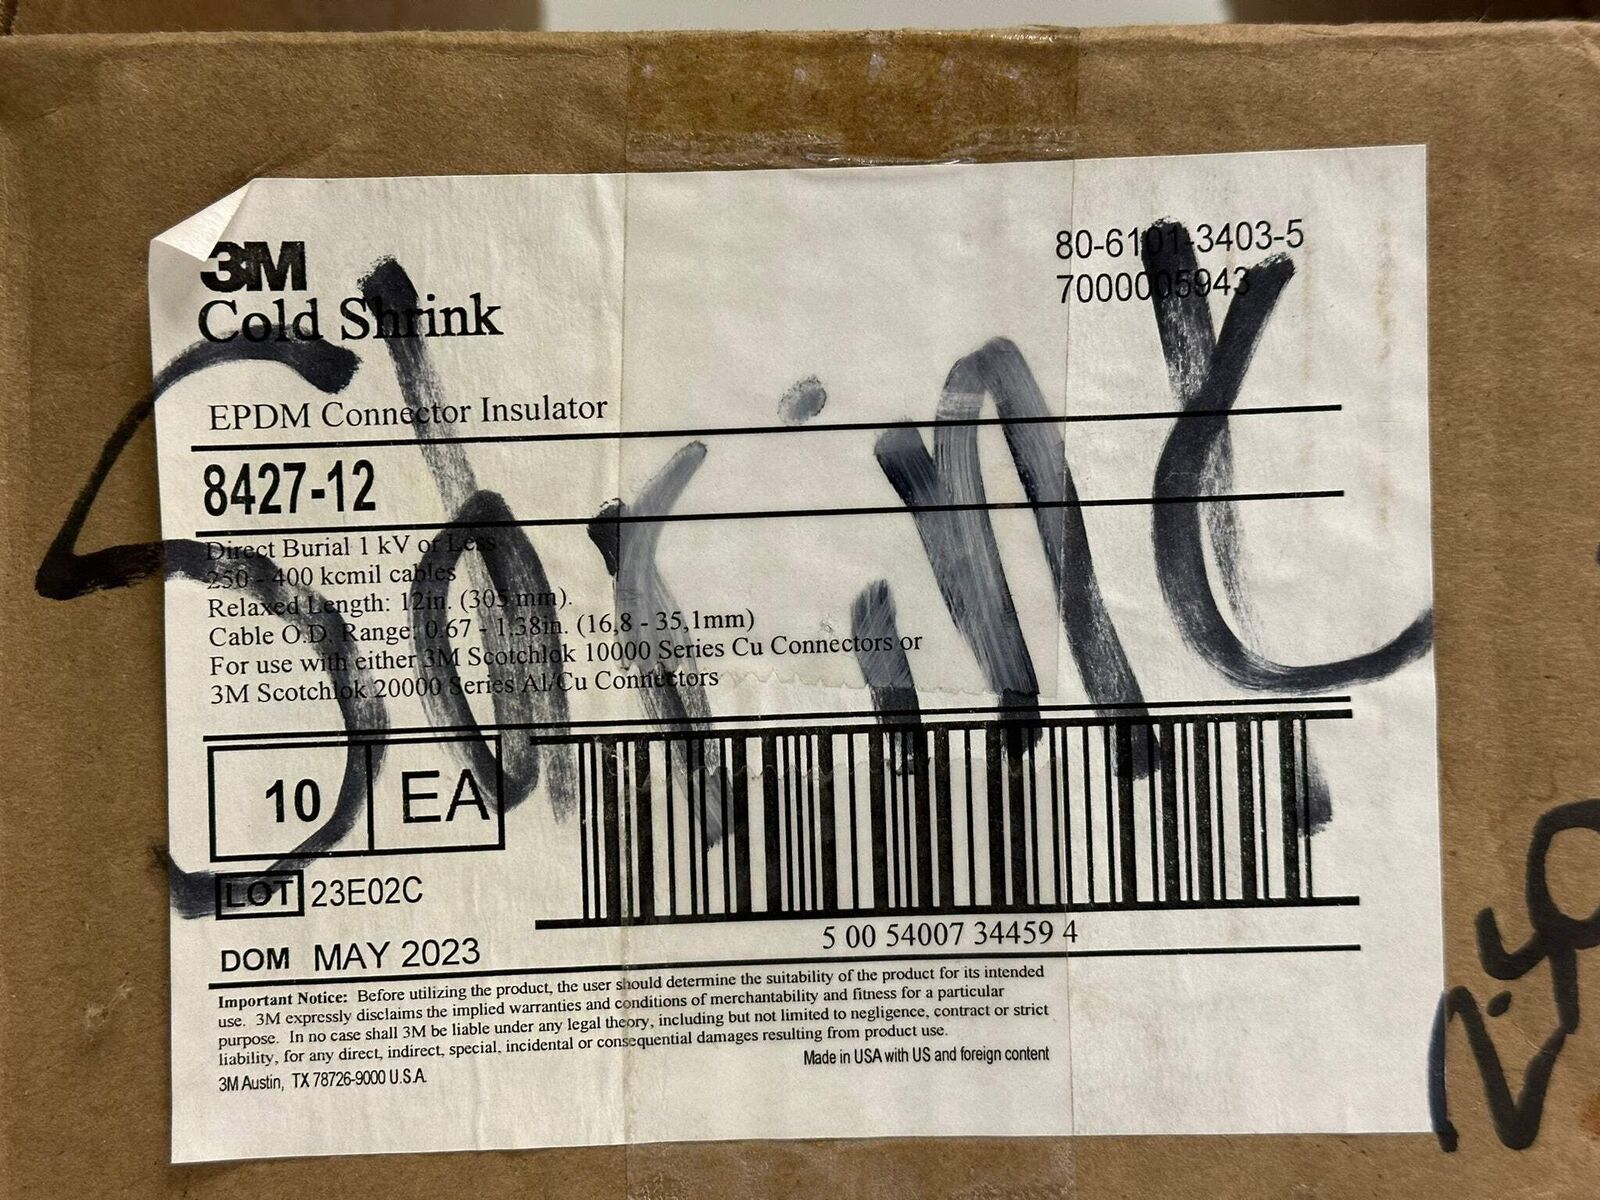 3M
Cold Shrink
80-6101-3403-5
7000005943
EPDM Connector Insulator
8427-12
Direct Burial 1 kV or Less
250 - 400 kcmil cables
Relaxed Length: 12in. (305 mm).
Cable O.D. Range: 0.67 - 1.38in. (16,8 - 35,1mm)
For use with either 3M Scotchlok 10000 Series Cu Connectors or
3M Scotchlok 20000 Series Al/Cu Connectors
Shrink
10 EA
LOT 23E02C
5 00 54007 34459 4
DOM MAY 2023
Important Notice: Before utilizing the product, the user should determine the suitability of the product for its intended
use. 3M expressly disclaims the implied warranties and conditions of merchantability and fitness for a particular
purpose. In no case shall 3M be liable under any legal theory, including but not limited to negligence, contract or strict
liability, for any direct, indirect, special, incidental or consequential damages resulting from product use.
Made in USA with US and foreign content
3M Austin, TX 78726-9000 U.S.A.